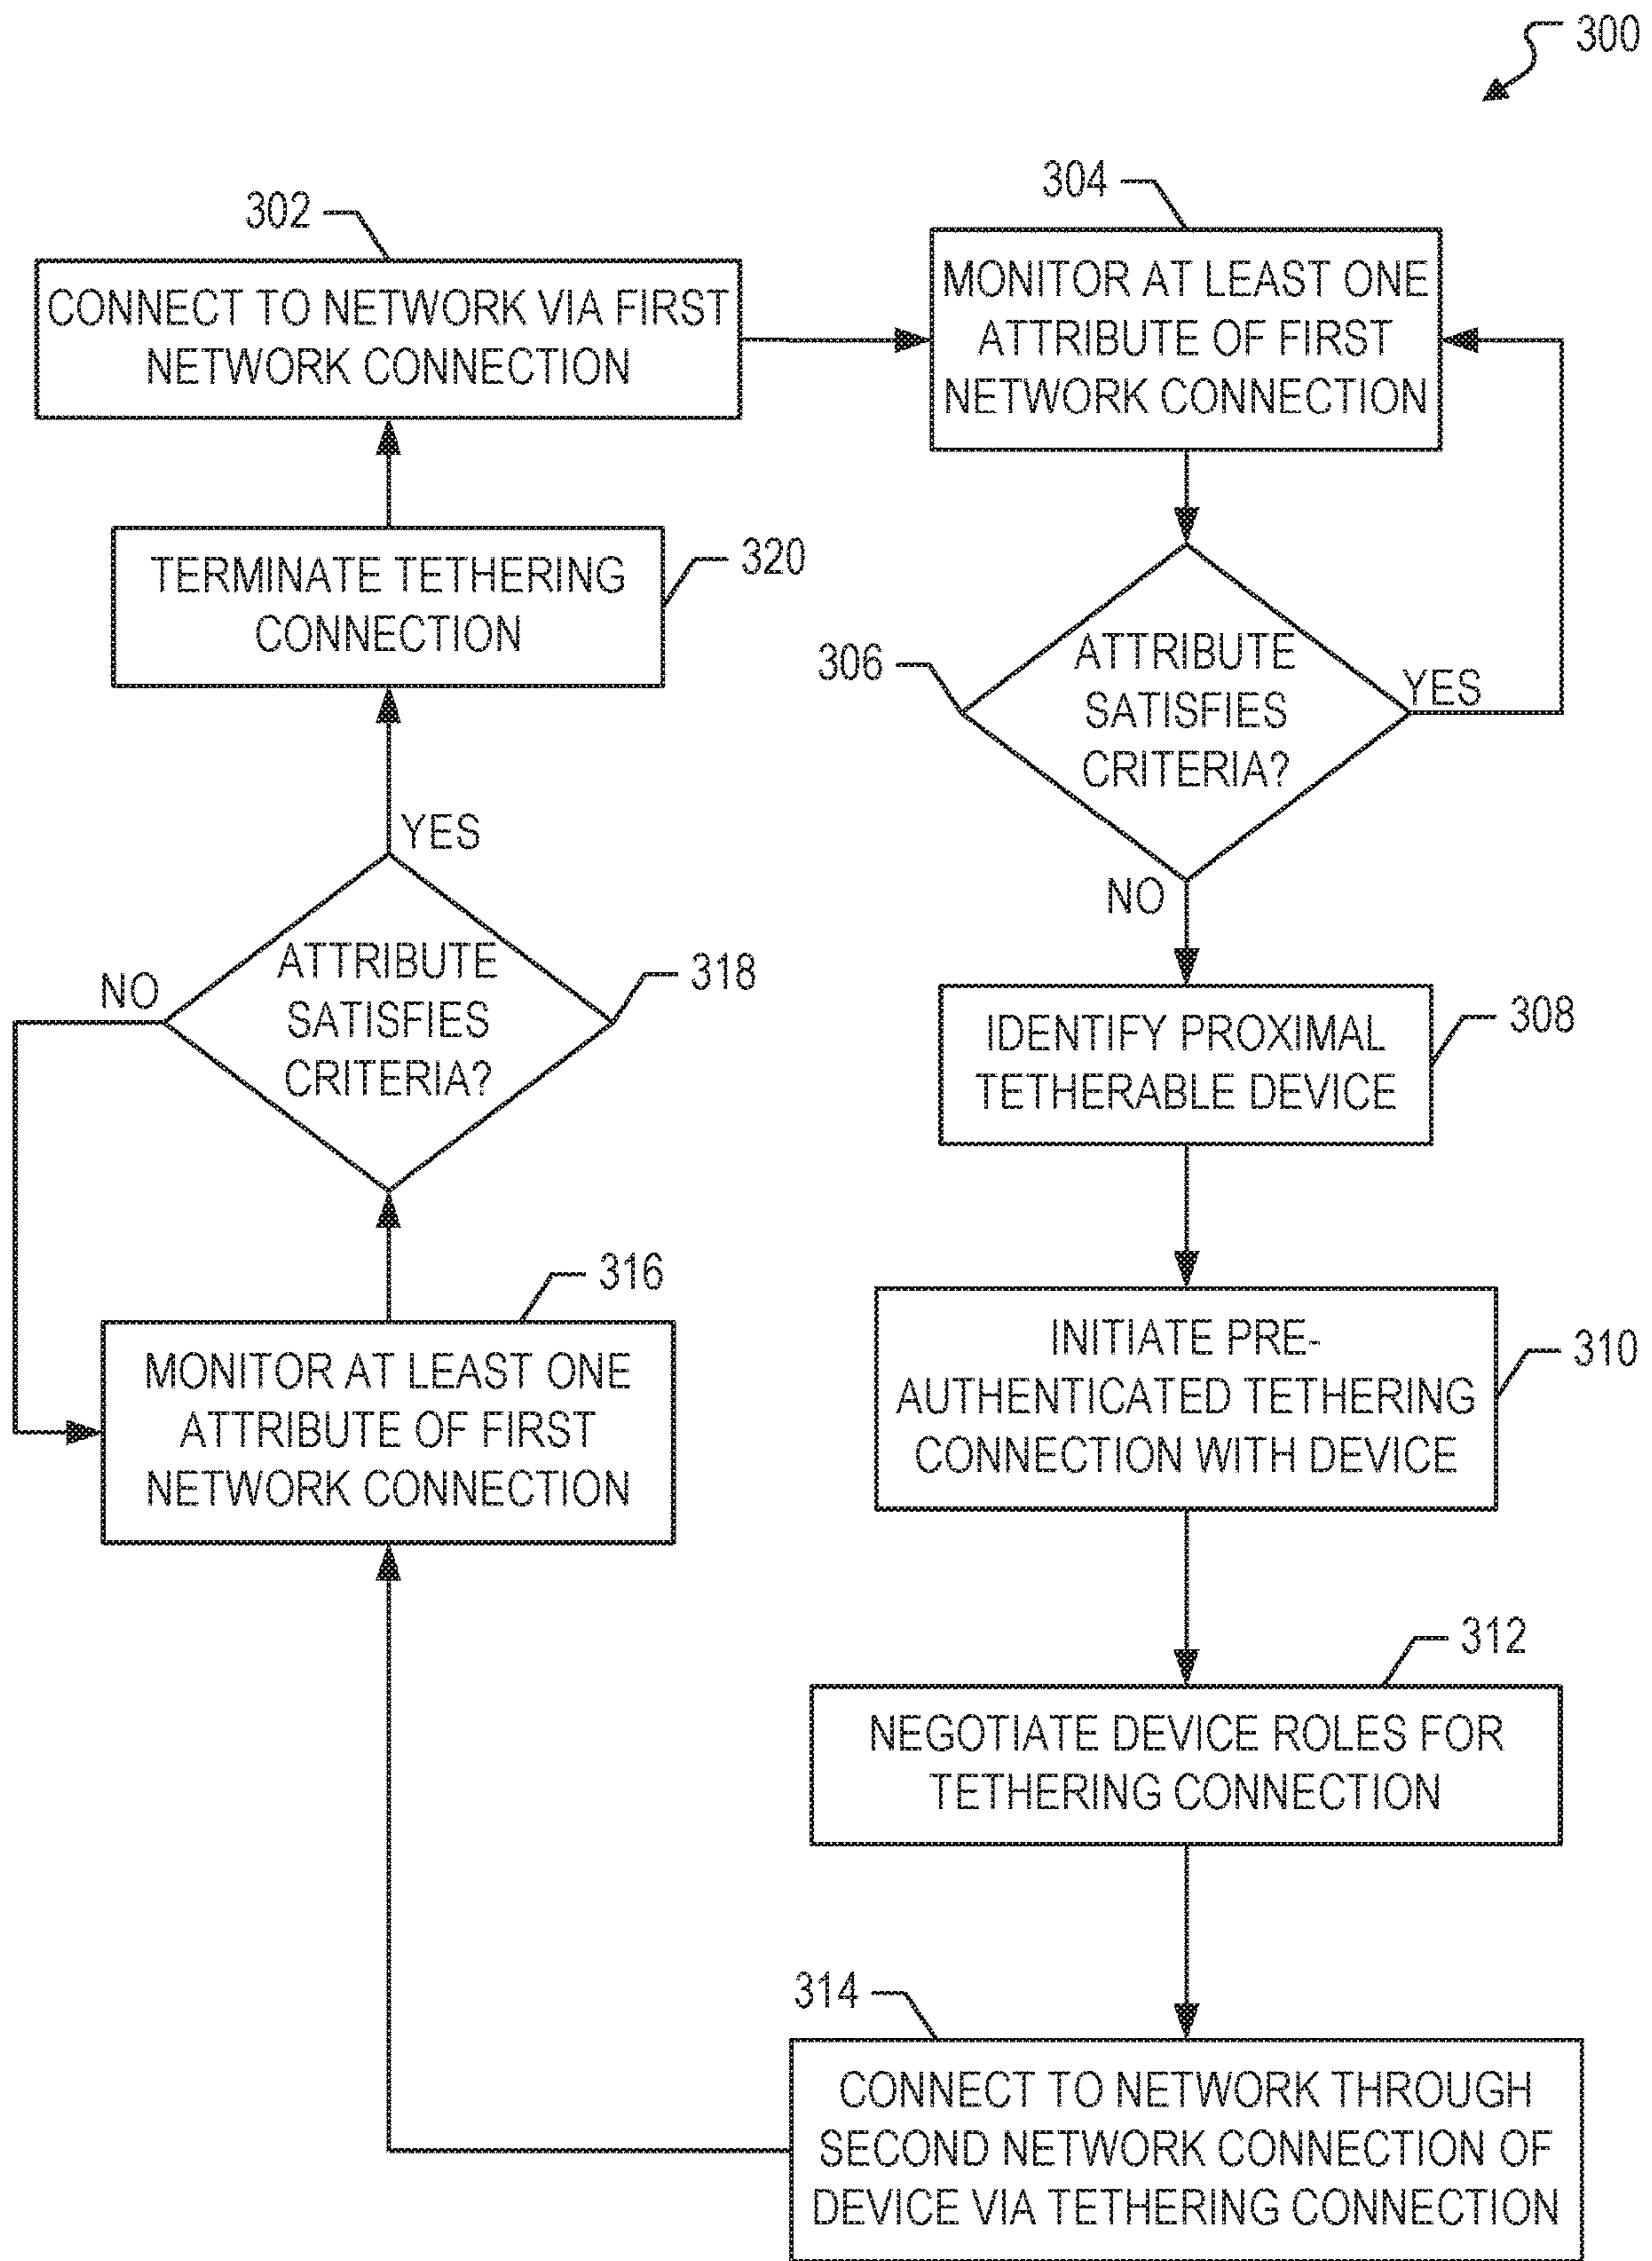 300
302
CONNECT TO NETWORK VIA FIRST
NETWORK CONNECTION
304
MONITOR AT LEAST ONE
ATTRIBUTE OF FIRST
NETWORK CONNECTION
306
ATTRIBUTE
SATISFIES
CRITERIA?
YES
NO
308
IDENTIFY PROXIMAL
TETHERABLE DEVICE
310
INITIATE PRE-
AUTHENTICATED TETHERING
CONNECTION WITH DEVICE
312
NEGOTIATE DEVICE ROLES FOR
TETHERING CONNECTION
314
CONNECT TO NETWORK THROUGH
SECOND NETWORK CONNECTION OF
DEVICE VIA TETHERING CONNECTION
316
MONITOR AT LEAST ONE
ATTRIBUTE OF FIRST
NETWORK CONNECTION
318
ATTRIBUTE
SATISFIES
CRITERIA?
NO
YES
320
TERMINATE TETHERING
CONNECTION